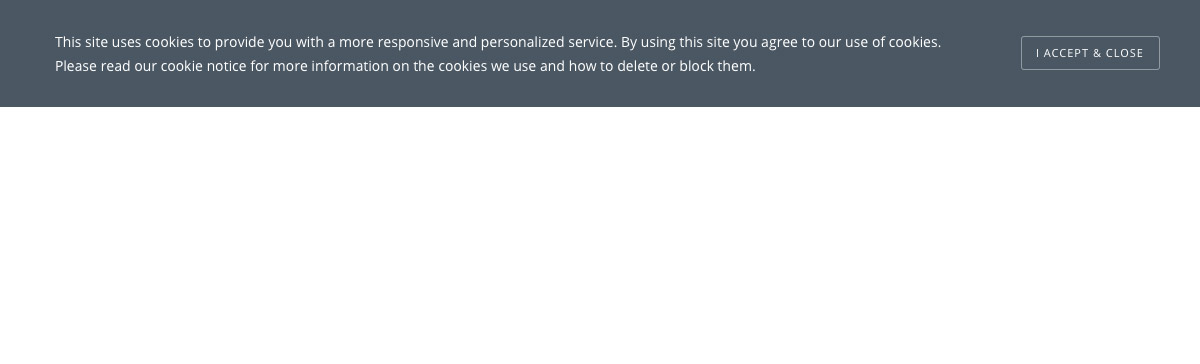 This site uses cookies to provide you with a more responsive and personalized service. By using this site you agree to our use of cookies.
Please read our cookie notice for more information on the cookies we use and how to delete or block them.
I ACCEPT & CLOSE